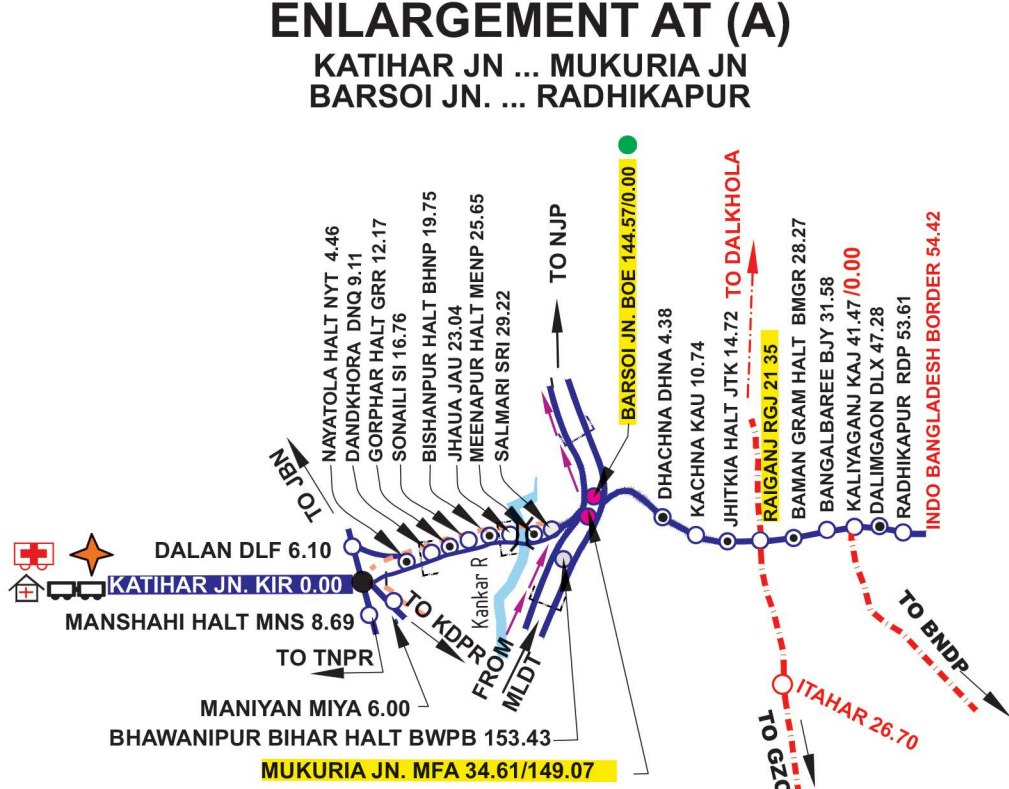 ENLARGEMENT AT (A)
KATIHAR JN ... MUKURIA JN
BARSOI JN. ... RADHIKAPUR
TO JBN
NAYATOLA HALT NYT 4.46
DANDKHORA DNQ 9.11
GORPHAR HALT GRR 12.17
SONAILI SI 16.76
BISHANPUR HALT BHNP 19.75
JHAUA JAU 23.04
MEENAPUR HALT MENP 25.65
SALMARI SRI 29.22
TO NJP
BARSOI JN. BOE 144.57/0.00
DHACHNA DHNA 4.38
KACHNA KAU 10.74
JHITKIA HALT JTK 14.72
TO DALKHOLA
RAIGANJ RGJ 21 35
BAMAN GRAM HALT BMGR 28.27
BANGALBAREE BJY 31.58
KALIYAGANJ KAJ 41.47 /0.00
DALIMGAON DLX 47.28
RADHIKAPUR RDP 53.61
INDO BANGLADESH BORDER 54.42
DALAN DLF 6.10
KATIHAR JN. KIR 0.00
MANSHAHI HALT MNS 8.69
TO TNPR
TO KDPR
Kankar R
FROM
MLDT
MANIYAN MIYA 6.00
BHAWANIPUR BIHAR HALT BWPB 153.43
MUKURIA JN. MFA 34.61/149.07
TO BNDP
ITAHAR 26.70
TO